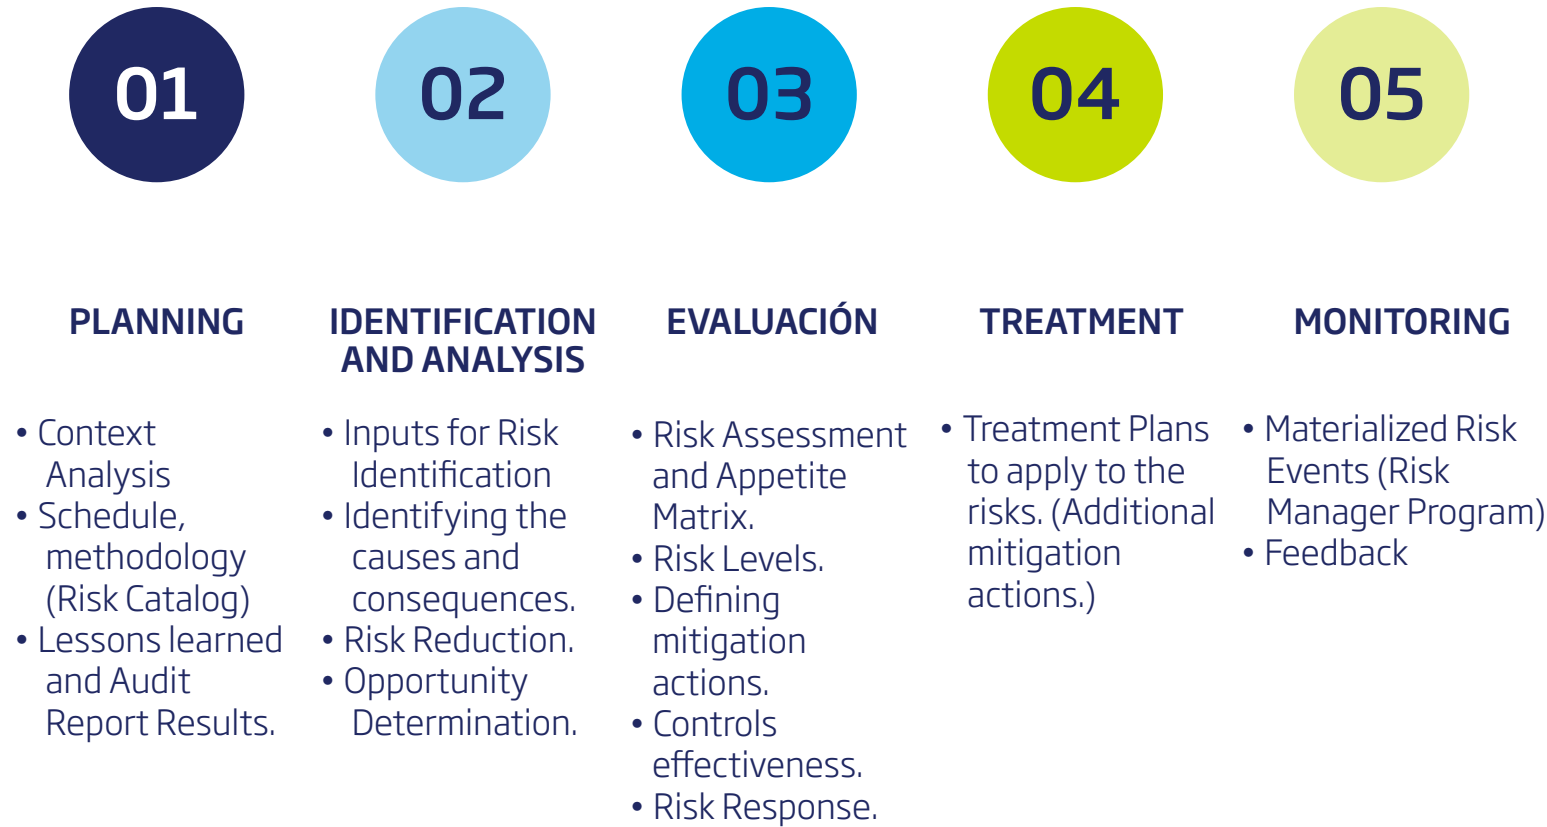 01
02
03
04
05
PLANNING
• Context
Analysis
• Schedule,
methodology
(Risk Catalog)
• Lessons learned
and Audit
Report Results.
IDENTIFICATION
AND ANALYSIS
• Inputs for Risk
Identification
• Identifying the
causes and
consequences.
• Risk Reduction.
• Opportunity
Determination.
EVALUACIÓN
• Risk Assessment
and Appetite
Matrix.
• Risk Levels.
• Defining
mitigation
actions.
• Controls
effectiveness.
• Risk Response.
TREATMENT
• Treatment Plans
to apply to the
risks. (Additional
mitigation
actions.)
MONITORING
• Materialized Risk
Events (Risk
Manager Program)
• Feedback